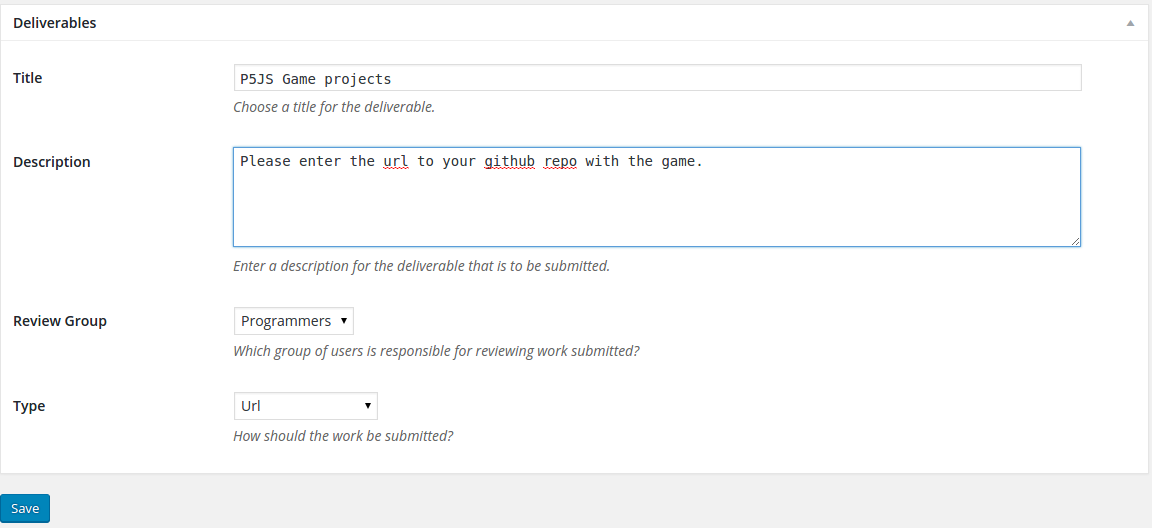 Deliverables
Title
P5JS Game projects
Choose a title for the deliverable.
Description
Please enter the url to your github repo with the game.
Enter a description for the deliverable that is to be submitted.
Review Group
Programmers
Which group of users is responsible for reviewing work submitted?
Type
Url
How should the work be submitted?
Save